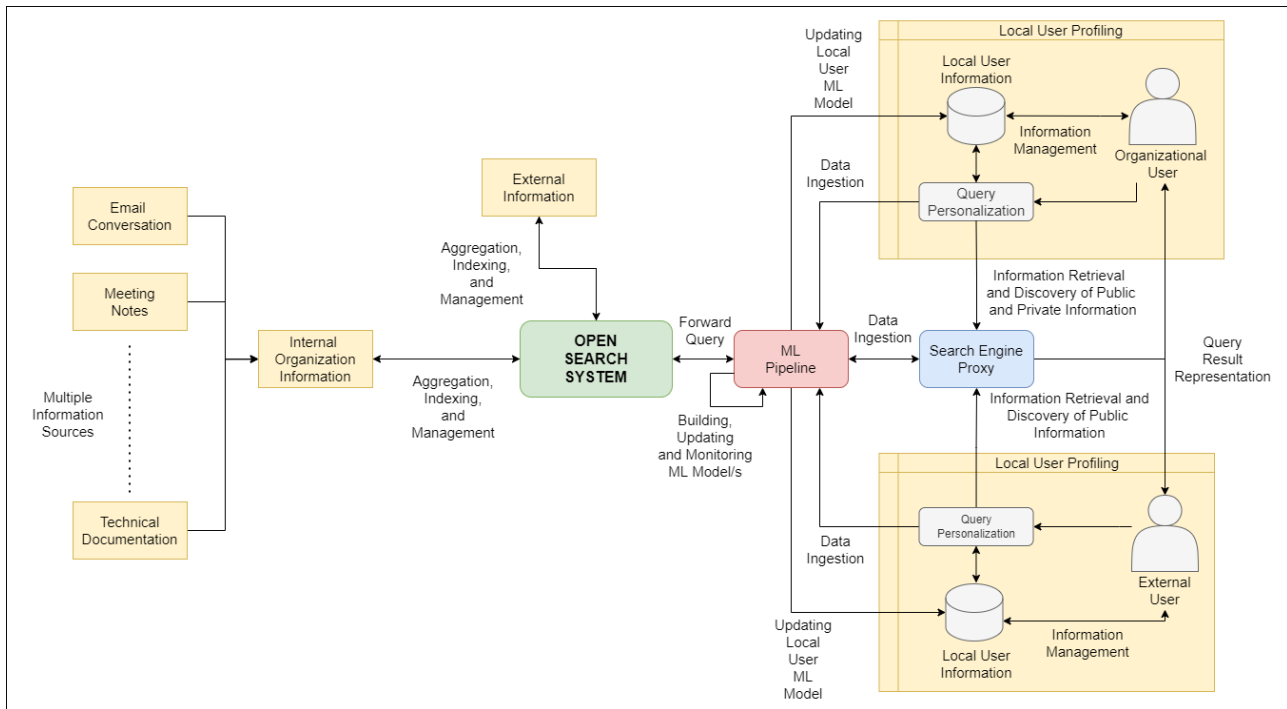 Local User Profiling
Updating
Local
User
ML
Model
Local User
Information
Information
Management
Organizational
User
Data
Ingestion
Query
Personalization
External
Information
Email
Conversation
Aggregation,
Indexing,
and
Management
Information Retrieval
and Discovery of Public
and Private Information
Meeting
Notes
Internal
Organization
Information
OPEN
SEARCH
SYSTEM
Forward
Query
ML
Pipeline
Data
Ingestion
Search Engine
Proxy
Query
Result
Representation
Multiple
Information
Sources
Aggregation,
Indexing,
and
Management
Building,
Updating
and Monitoring
ML Model/s
Information Retrieval and
Discovery of Public
Information
Local User Profiling
Technical
Documentation
Data
Ingestion
Query
Personalization
External
User
Updating
Local
User
ML
Model
Local User
Information
Information
Management